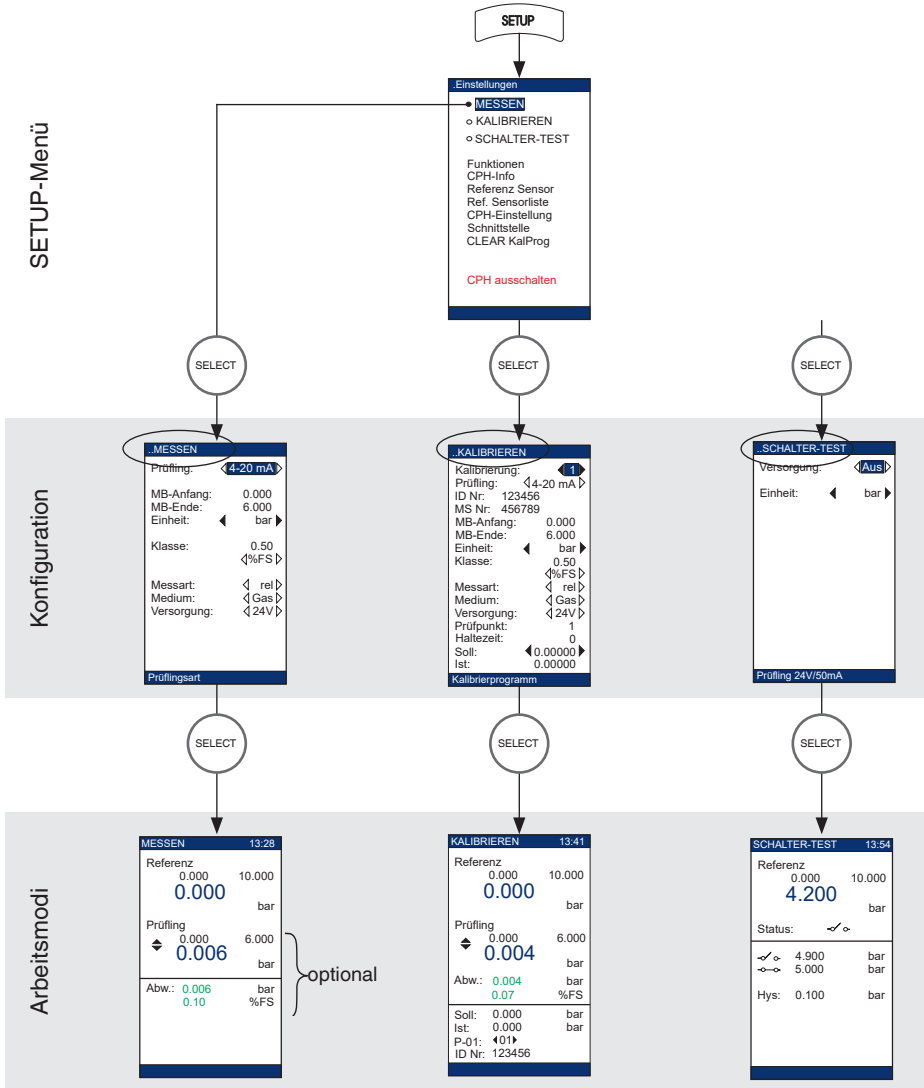 SETUP
SETUP-Menü
..Einstellungen
MESSEN
KALIBRIEREN
SCHALTER-TEST
Funktionen
CPH-Info
Referenz Sensor
Ref. Sensorliste
CPH-Einstellung
Schnittstelle
CLEAR KalProg
CPH ausschalten
SELECT
SELECT
SELECT
Konfiguration
..MESSEN
Prüfling: 4-20 mA
MB-Anfang: 0.000
MB-Ende: 6.000
Einheit: bar
Klasse: 0.50
%FS
Messart: rel
Medium: Gas
Versorgung: 24V
Prüflingsart
..KALIBRIEREN
Kalibrierung: 1
Prüfling: 4-20 mA
ID Nr: 123456
MS Nr: 456789
MB-Anfang: 0.000
MB-Ende: 6.000
Einheit: bar
Klasse: 0.50
%FS
Messart: rel
Medium: Gas
Versorgung: 24V
Prüfpunkt: 1
Haltezeit: 0
Soll: 0.00000
Ist: 0.00000
Kalibrierprogramm
..SCHALTER-TEST
Versorgung: Aus
Einheit: bar
Prüfling 24V/50mA
SELECT
SELECT
SELECT
Arbeitsmodi
MESSEN 13:28
Referenz
0.000 10.000
0.000
bar
Prüfling
0.000 6.000
0.006
bar
Abw.: 0.006 bar
0.10 %FS
optional
KALIBRIEREN 13:41
Referenz
0.000 10.000
0.000
bar
Prüfling
0.000 6.000
0.004
bar
Abw.: 0.004 bar
0.07 %FS
Soll: 0.000 bar
Ist: 0.000 bar
P-01: 01
ID Nr: 123456
SCHALTER-TEST 13:54
Referenz
0.000 10.000
4.200
bar
Status:
4.900 bar
5.000 bar
Hys: 0.100 bar